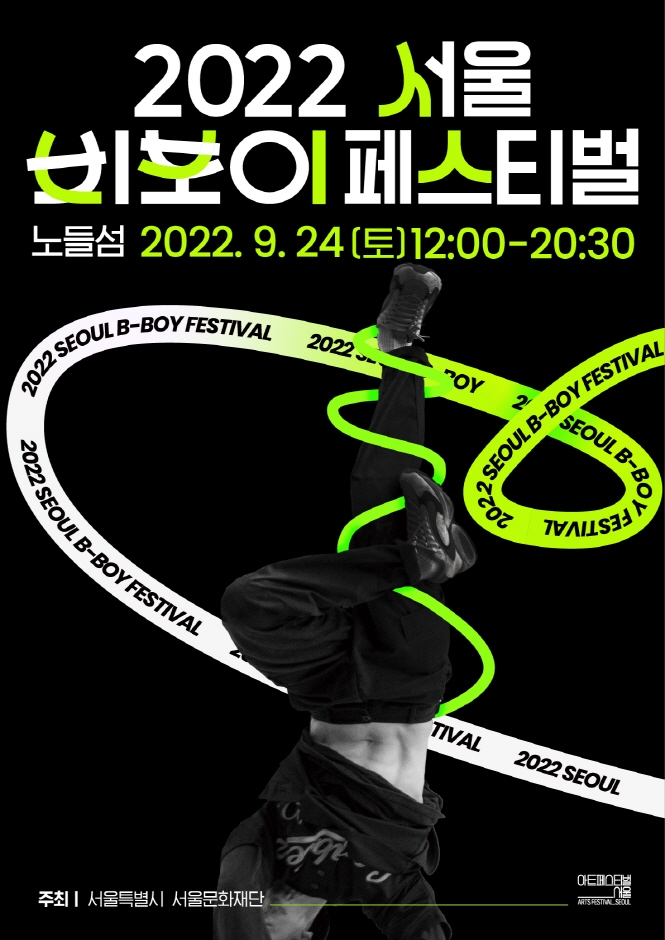 2022 서울
비보이 페스티벌
노들섬 2022. 9. 24 (토) 12:00-20:30
2022 SEOUL B-BOY FESTIVAL
2022
BOY
2022 SEOUL B-BOY FESTIVAL
SEOUL B-BOY FESTIVAL
2022 SEOUL B-BOY FESTIVAL
2022 SEOUL
주최 | 서울특별시 서울문화재단
아트페스티벌
서울
ARTS FESTIVAL_SEOUL